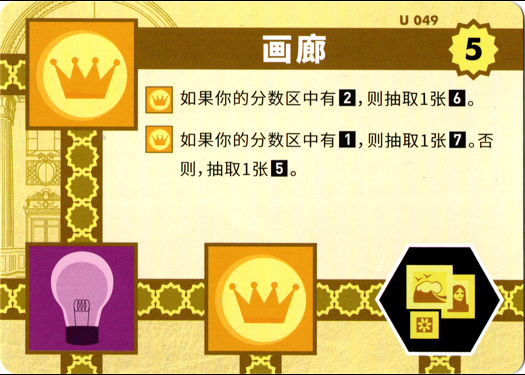 U 049
画廊
5
如果你的分数区中有2,则抽取1张6。
如果你的分数区中有1,则抽取1张7。否
则,抽取1张5。